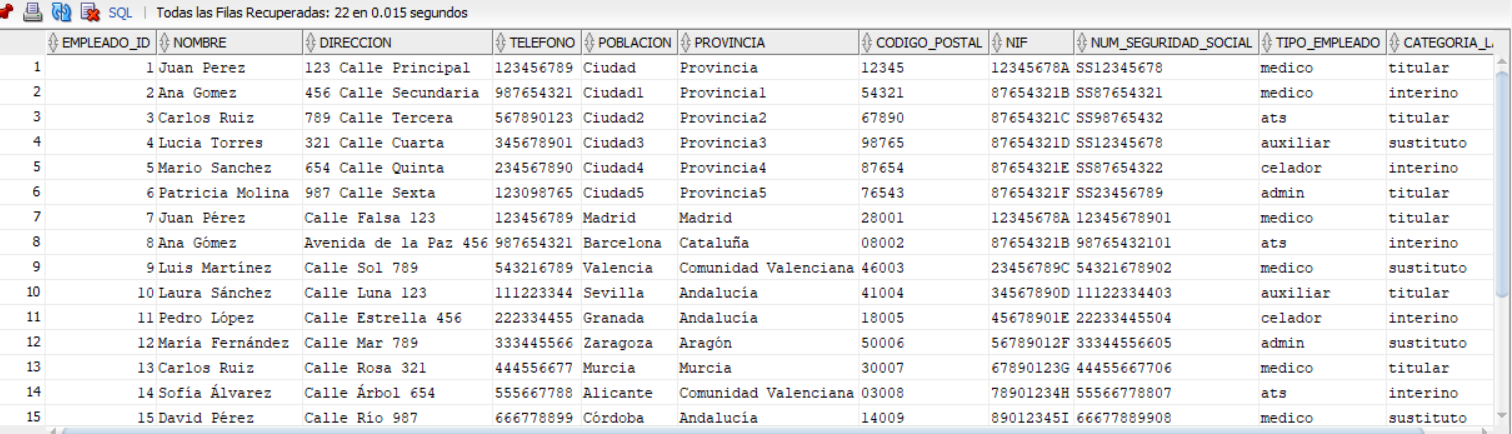 SQL | Todas las Filas Recuperadas: 22 en 0.015 segundos
EMPLEADO_ID NOMBRE DIRECCION TELEFONO POBLACION PROVINCIA CODIGO_POSTAL NIF NUM_SEGURIDAD_SOCIAL TIPO_EMPLEADO CATEGORIA_L
1 1 Juan Perez 123 Calle Principal 123456789 Ciudad Provincia 12345 12345678A SS12345678 medico titular
2 2 Ana Gomez 456 Calle Secundaria 987654321 Ciudad1 Provincia1 54321 87654321B SS87654321 medico interino
3 3 Carlos Ruiz 789 Calle Tercera 567890123 Ciudad2 Provincia2 67890 87654321C SS98765432 ats titular
4 4 Lucia Torres 321 Calle Cuarta 345678901 Ciudad3 Provincia3 98765 87654321D SS12345678 auxiliar sustituto
5 5 Mario Sanchez 654 Calle Quinta 234567890 Ciudad4 Provincia4 87654 87654321E SS87654322 celador interino
6 6 Patricia Molina 987 Calle Sexta 123098765 Ciudad5 Provincia5 76543 87654321F SS23456789 admin titular
7 7 Juan Pérez Calle Falsa 123 123456789 Madrid Madrid 28001 12345678A 12345678901 medico titular
8 8 Ana Gómez Avenida de la Paz 456 987654321 Barcelona Cataluña 08002 87654321B 98765432101 ats interino
9 9 Luis Martínez Calle Sol 789 543216789 Valencia Comunidad Valenciana 46003 23456789C 54321678902 medico sustituto
10 10 Laura Sánchez Calle Luna 123 111223344 Sevilla Andalucía 41004 34567890D 11122334403 auxiliar titular
11 11 Pedro López Calle Estrella 456 222334455 Granada Andalucía 18005 45678901E 22233445504 celador interino
12 12 María Fernández Calle Mar 789 333445566 Zaragoza Aragón 50006 56789012F 33344556605 admin sustituto
13 13 Carlos Ruiz Calle Rosa 321 444556677 Murcia Murcia 30007 67890123G 44455667706 medico titular
14 14 Sofía Álvarez Calle Árbol 654 555667788 Alicante Comunidad Valenciana 03008 78901234H 55566778807 ats interino
15 15 David Pérez Calle Río 987 666778899 Córdoba Andalucía 14009 89012345I 66677889908 medico sustituto